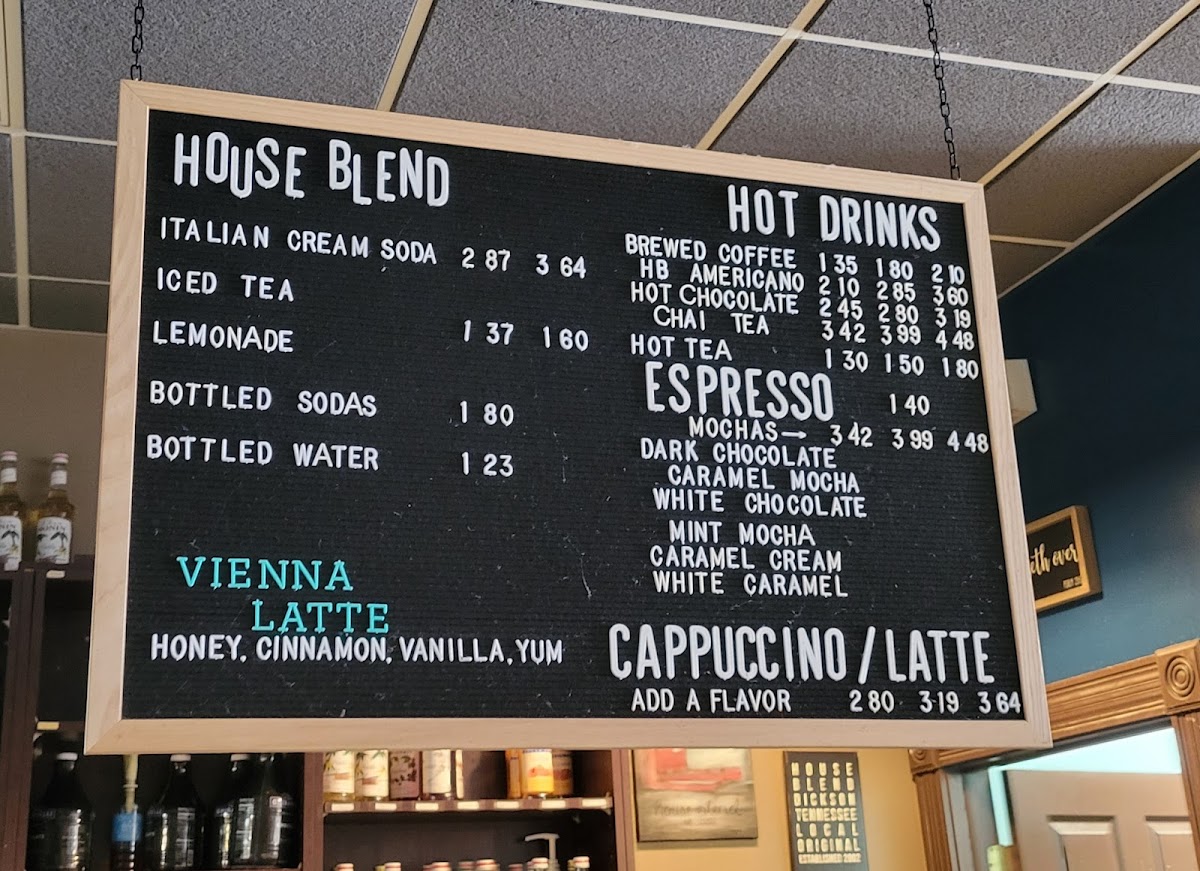 HOUSE BLEND
ITALIAN CREAM SODA 2 87 3 64
ICED TEA
LEMONADE 1 37 1 60
BOTTLED SODAS 1 80
BOTTLED WATER 1 23
VIENNA
LATTE
HONEY. CINNAMON. VANILLA. YUM
HOT DRINKS
BREWED COFFEE 1 35 1 80 2 10
HB AMERICANO 2 10 2 85 3 60
HOT CHOCOLATE 2 45 2 80 3 19
CHAI TEA 3 42 3 99 4 48
HOT TEA 1 30 1 50 1 80
ESPRESSO 1 40
MOCHAS→ 3 42 3 99 4 48
DARK CHOCOLATE
CARAMEL MOCHA
WHITE CHOCOLATE
MINT MOCHA
CARAMEL CREAM
WHITE CARAMEL
CAPPUCCINO / LATTE
ADD A FLAVOR 2 80 3·19 3 64
eth over
HOUSE
BLEND
DICKSON
TENNESSEE
LOCAL
ORIGINAL
ESTABLISHED 2002